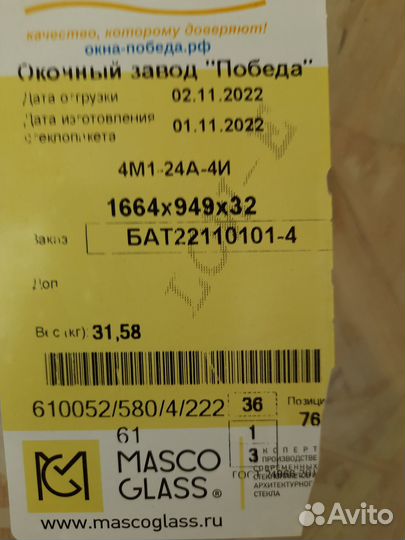 качество, которому доверяют!
окна-победа.рф
Окочный завод "Победа"
Дата отгрузки 02.11.2022
Дата изготовления
стеклопакета 01.11.2022
4М1-24А-4И
1664x949x32
Заказ БАТ22110101-4
Доп
Вес (кг): 31,58
610052/580/4/222 36 Позици
76
61 1
3
MASCO
GLASS ®
ЭКСПЕРТ
В ПРОИЗВОДСТВЕ
СОВРЕМЕННЫХ
АРХИТЕКТУРНОГО
СТЕКЛА
ГОСТ
www.mascoglass.ru
Avito